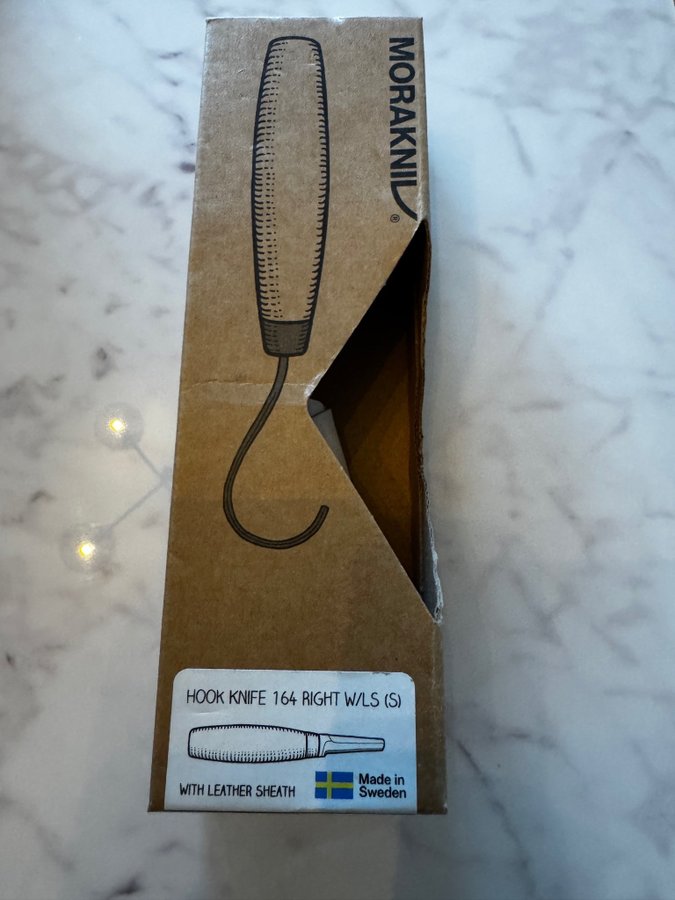 MORAKNIV®
HOOK KNIFE 164 RIGHT W/LS (S)
WITH LEATHER SHEATH
Made in
Sweden